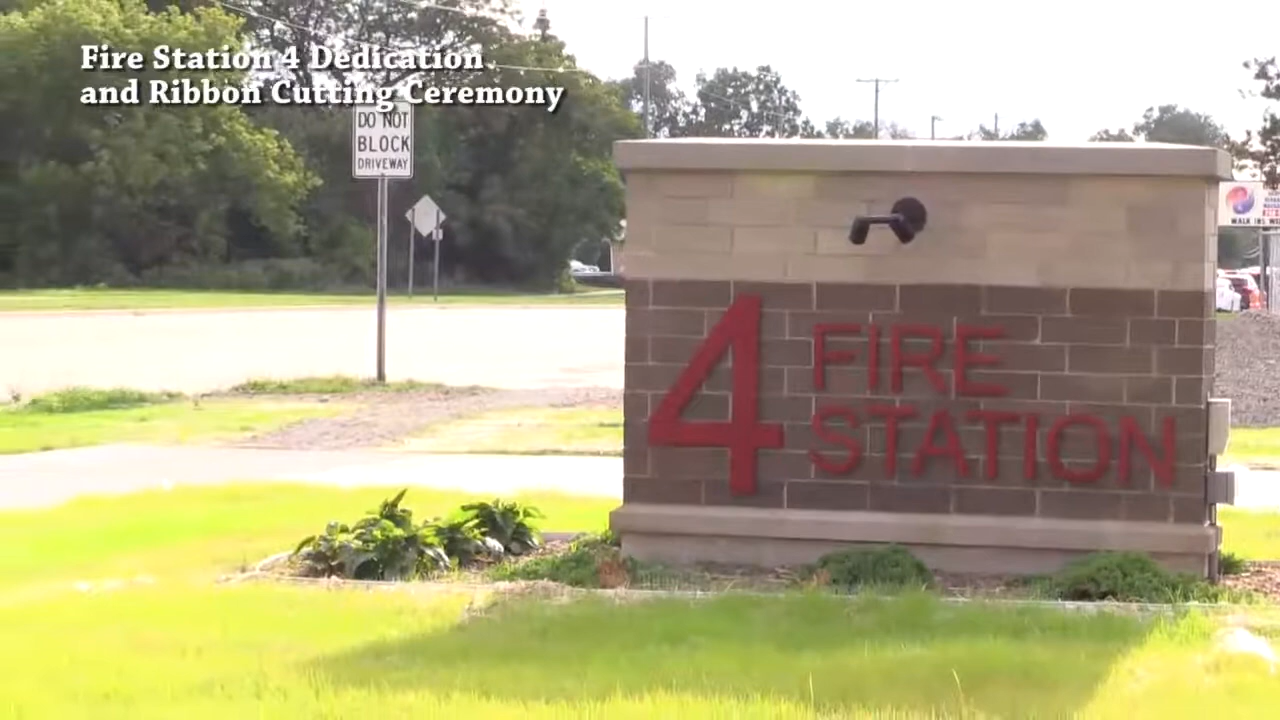 Fire Station 4 Dedication
and Ribbon Cutting Ceremony
DO NOT
BLOCK
DRIVEWAY
4 FIRE
STATION
WALK INS